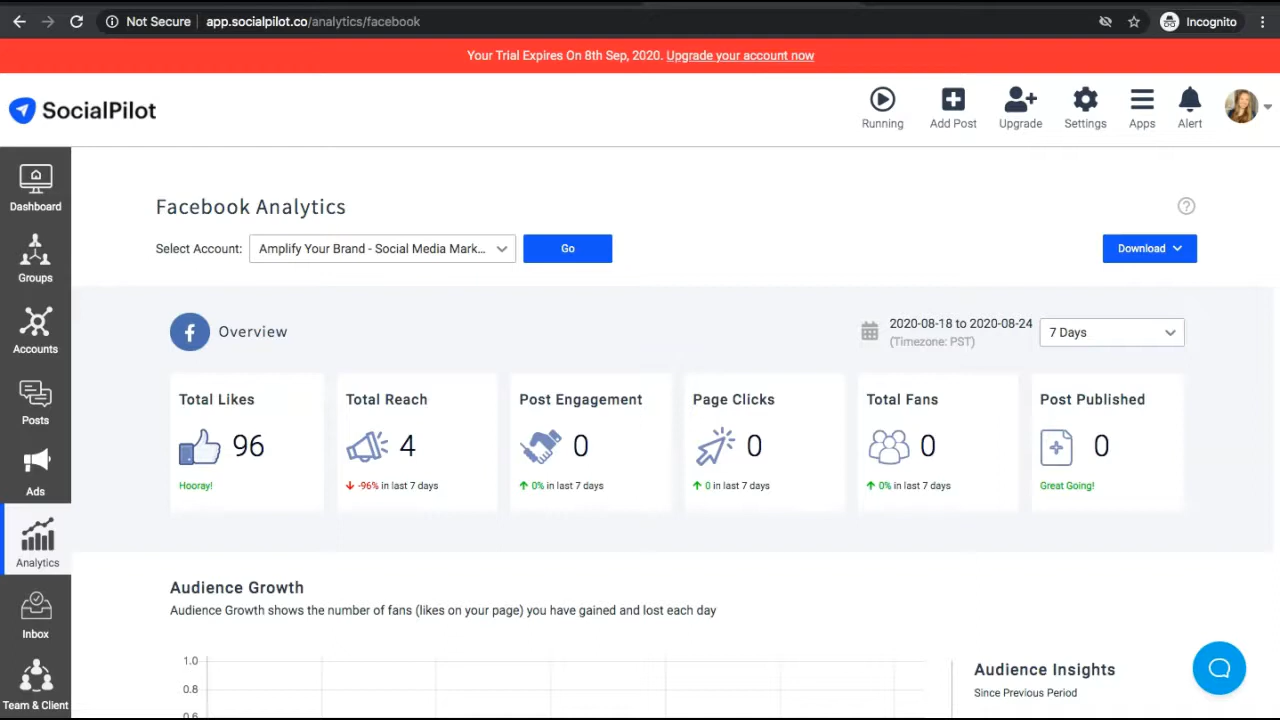 Not Secure app.socialpilot.co/analytics/facebook Incognito
Your Trial Expires On 8th Sep, 2020. Upgrade your account now
SocialPilot
Running Add Post Upgrade Settings Apps Alert
Dashboard
Groups
Accounts
Posts
Ads
Analytics
Inbox
Team & Client
Facebook Analytics
Select Account: Amplify Your Brand - Social Media Mark... Go Download
Overview
2020-08-18 to 2020-08-24
(Timezone: PST)
7 Days
Total Likes
96
Hooray!
Total Reach
4
-96% in last 7 days
Post Engagement
0
0% in last 7 days
Page Clicks
0
0 in last 7 days
Total Fans
0
0% in last 7 days
Post Published
0
Great Going!
Audience Growth
Audience Growth shows the number of fans (likes on your page) you have gained and lost each day
1.0
0.8
0.6
Audience Insights
Since Previous Period